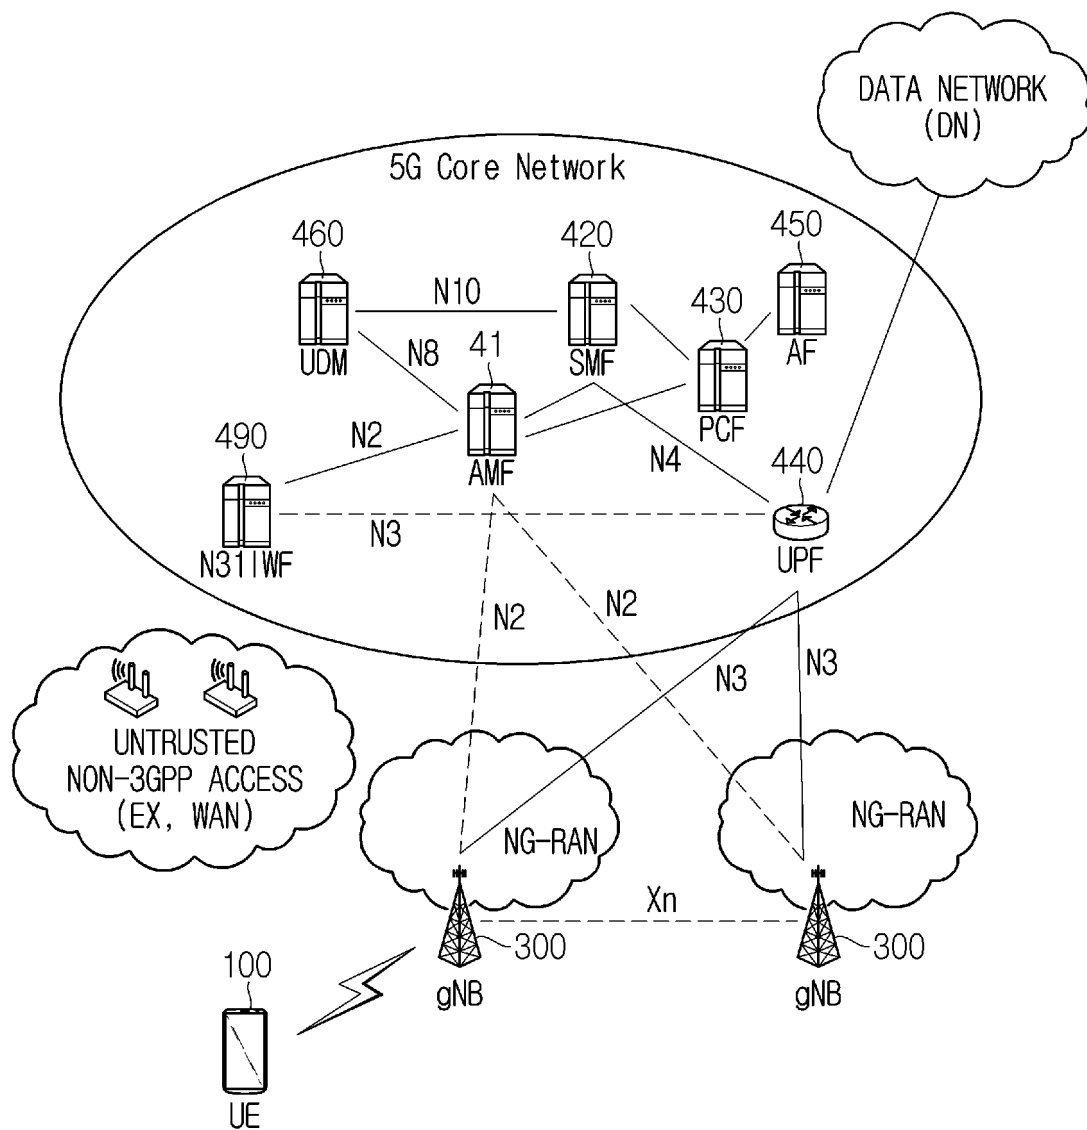 DATA NETWORK
(DN)
5G Core Network
460
420
450
N10
430
UDM
N8
41
SMF
AF
PCF
490
N2
N4
440
AMF
N3
N31IWF
UPF
N2
N2
N3
N3
UNTRUSTED
NON-3GPP ACCESS
(EX, WAN)
NG-RAN
NG-RAN
Xn
300
300
gNB
gNB
100
UE